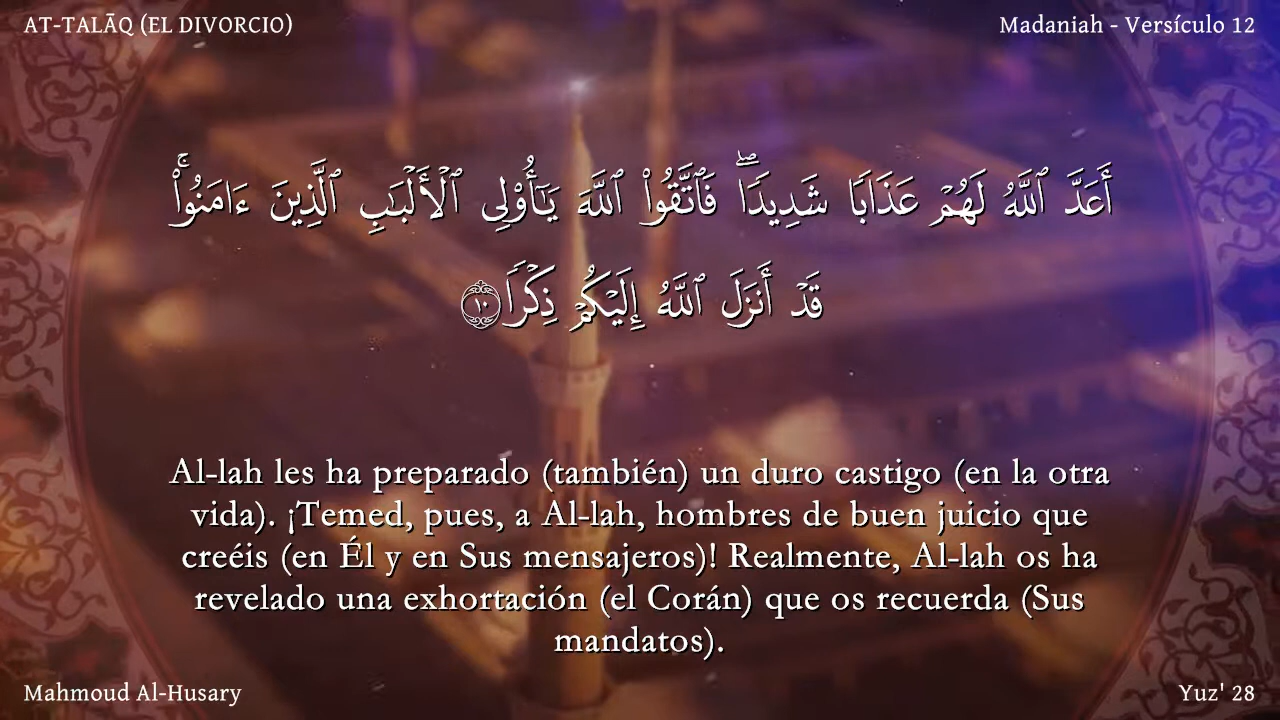 AT-TALĀQ (EL DIVORCIO)
Madaniah - Versículo 12
أَعَدَّ ٱللَّهُ لَهُمْ عَذَابًا شَدِيدًا ۖ فَٱتَّقُوا۟ ٱللَّهَ يَـٰٓأُو۟لِى ٱلْأَلْبَـٰبِ ٱلَّذِينَ ءَامَنُوا۟ ۚ
قَدْ أَنزَلَ ٱللَّهُ إِلَيْكُمْ ذِكْرًا ١٠
Al-lah les ha preparado (también) un duro castigo (en la otra
vida). ¡Temed, pues, a Al-lah, hombres de buen juicio que
creéis (en Él y en Sus mensajeros)! Realmente, Al-lah os ha
revelado una exhortación (el Corán) que os recuerda (Sus
mandatos).
Mahmoud Al-Husary
Yuz' 28